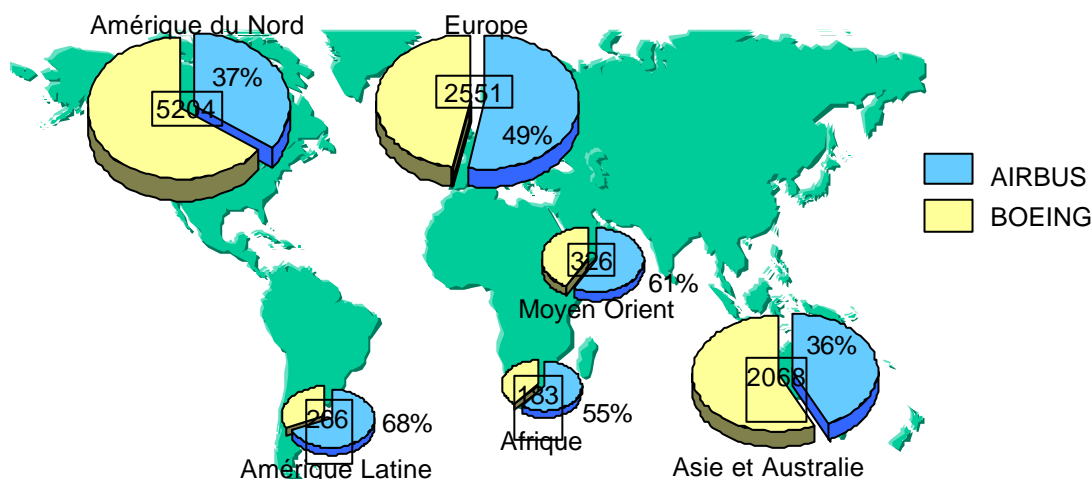 Amérique du Nord
37%
5204
Europe
2551
49%
AIRBUS
BOEING
326
61%
Moyen Orient
36%
2068
Asie et Australie
183
55%
Afrique
266
68%
Amérique Latine